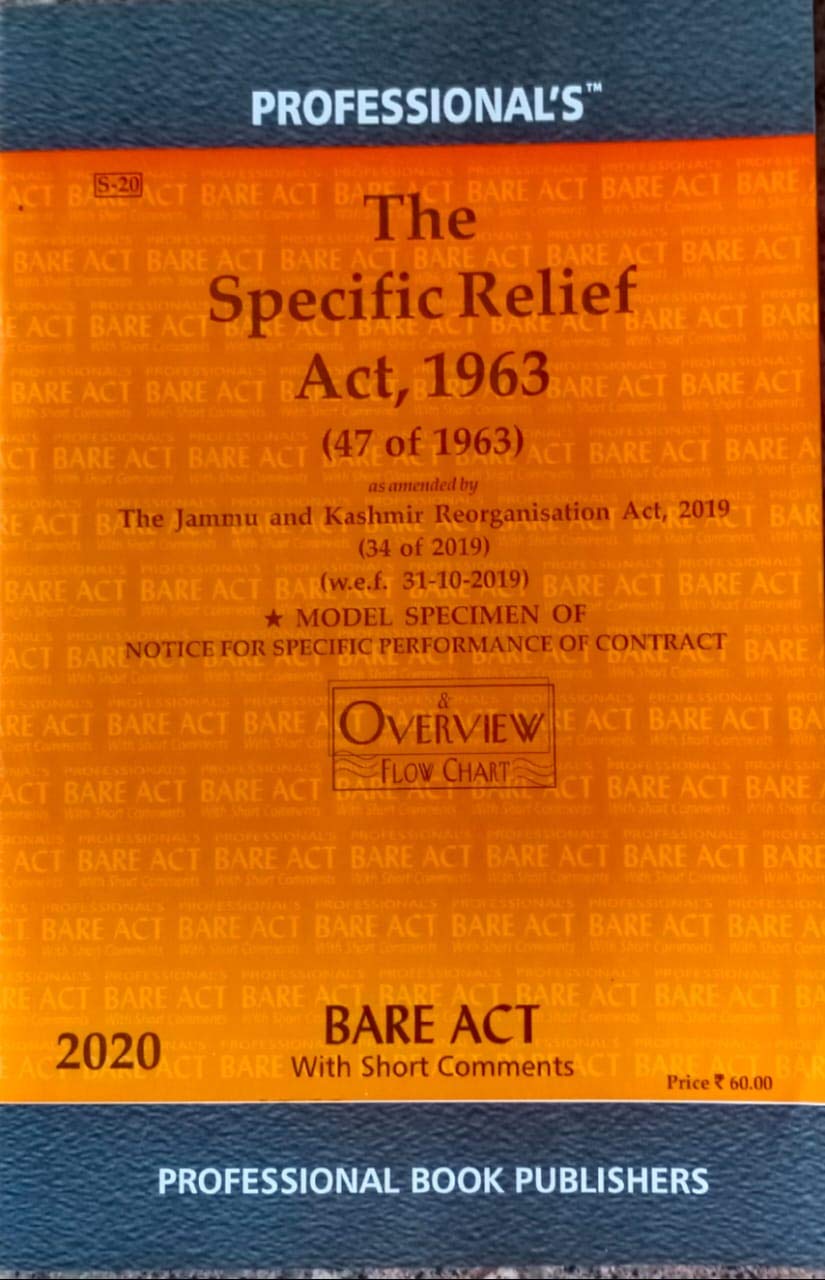 PROFESSIONAL'S™
S-20
The
Specific Relief
Act, 1963
(47 of 1963)
as amended by
The Jammu and Kashmir Reorganisation Act, 2019
(34 of 2019)
(w.e.f. 31-10-2019)
★ MODEL SPECIMEN OF
NOTICE FOR SPECIFIC PERFORMANCE OF CONTRACT
&
OVERVIEW
FLOW CHART
BARE ACT
With Short Comments
2020
Price ₹ 60.00
PROFESSIONAL BOOK PUBLISHERS